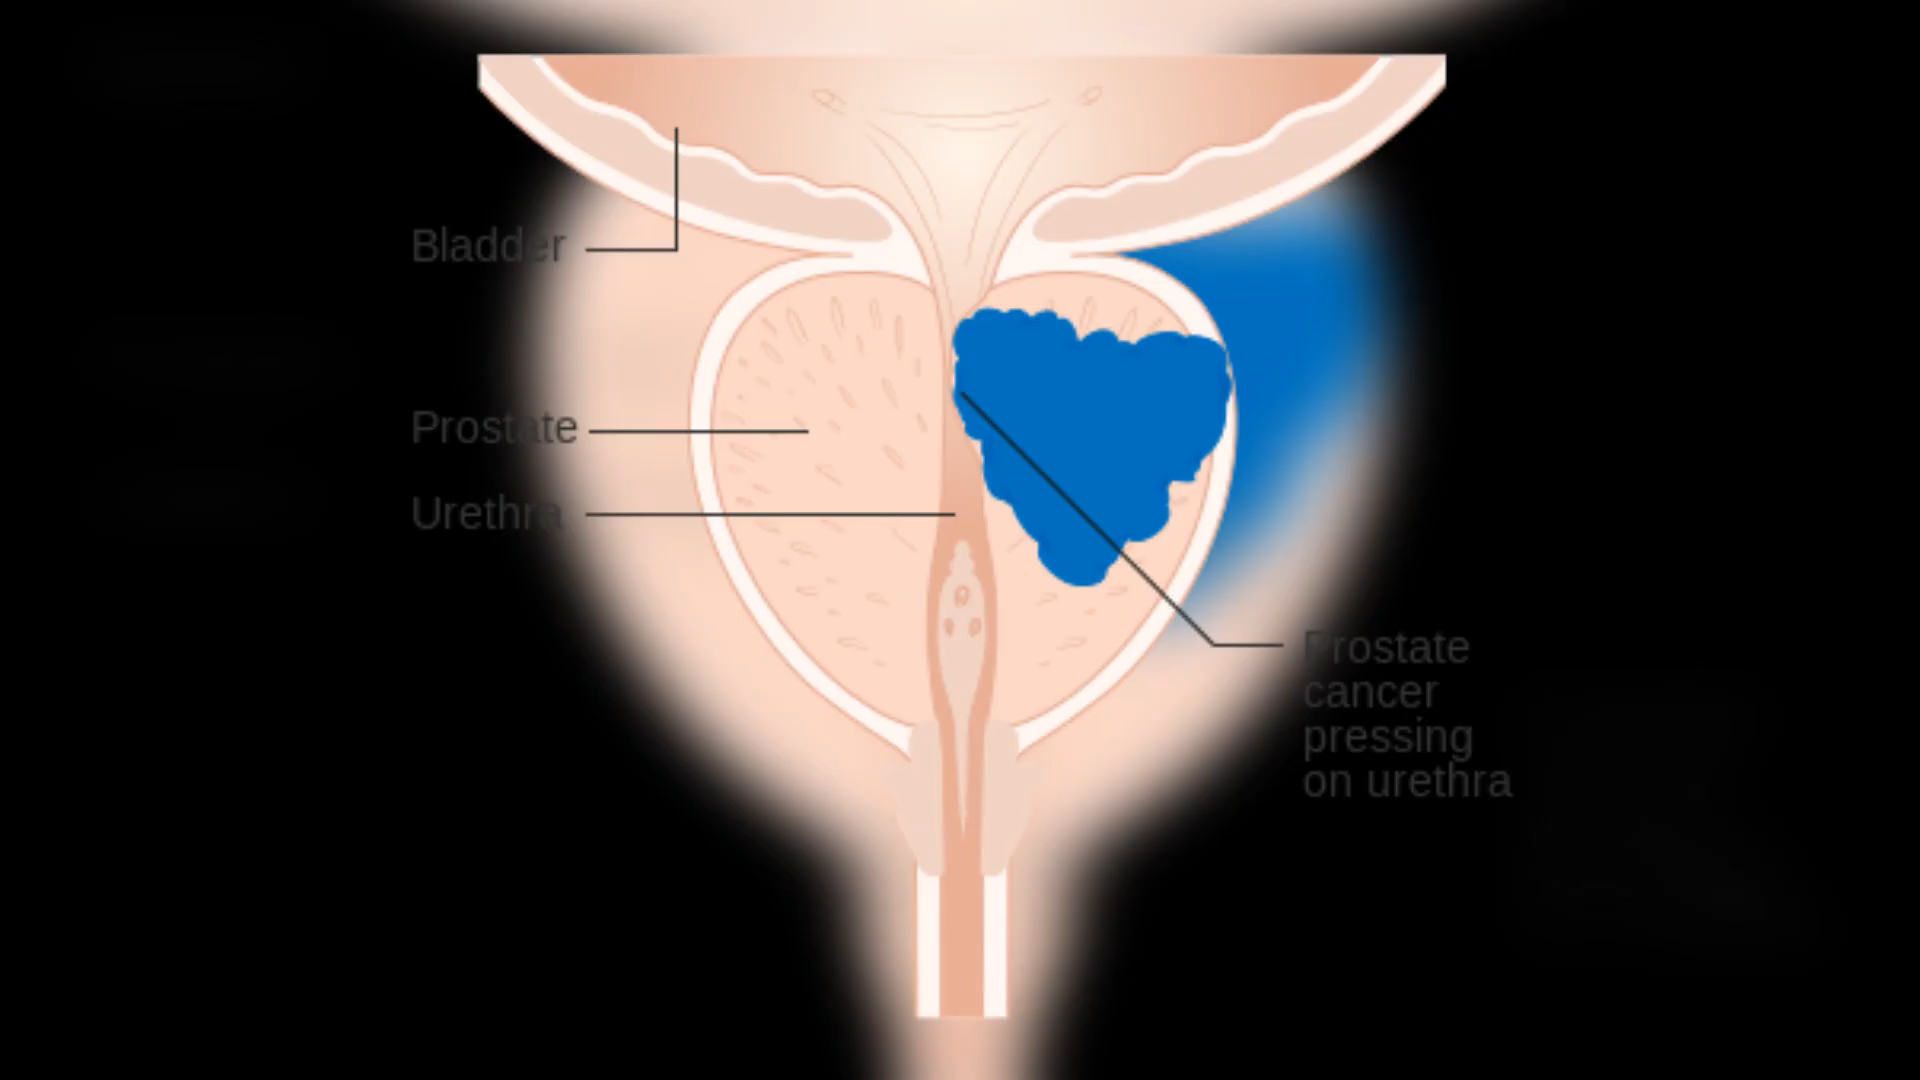 Bladder
Prostate
Urethra
Prostate
cancer
pressing
on urethra